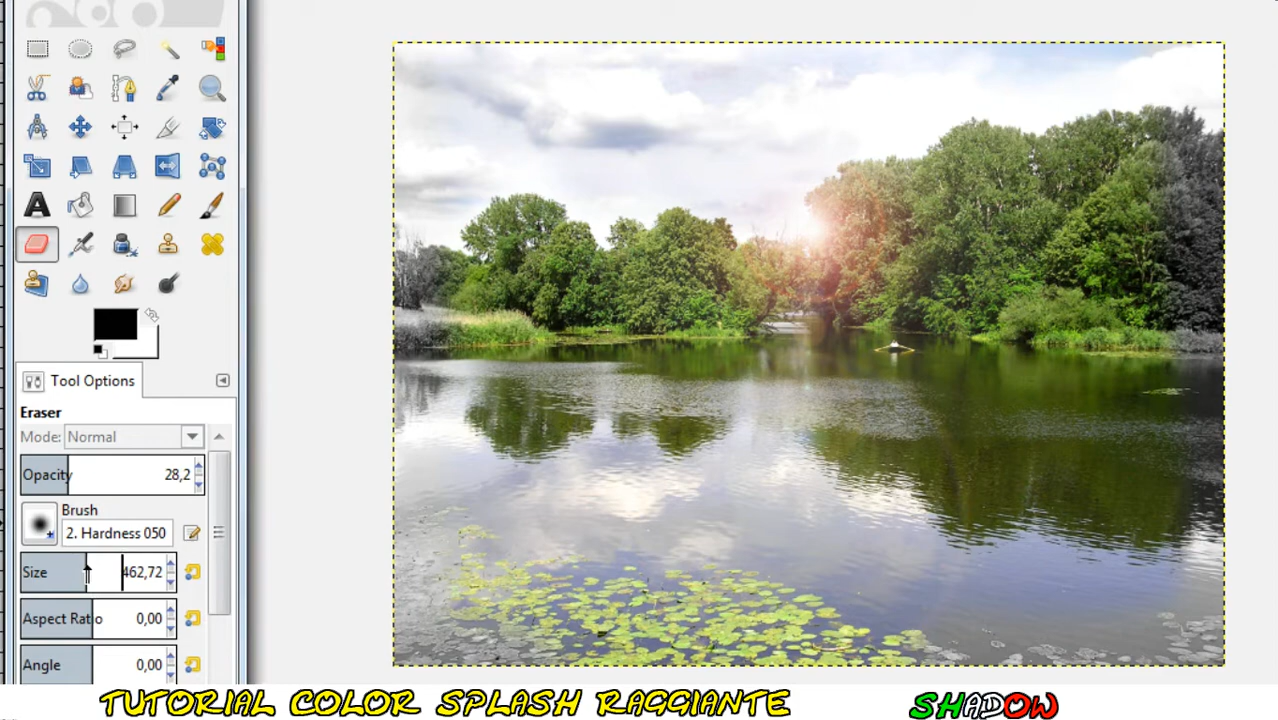 Tool Options
Eraser
Mode: Normal
Opacity 28,2
Brush
2. Hardness 050
Size 462,72
Aspect Ratio 0,00
Angle 0,00
TUTORIAL COLOR SPLASH RAGGIANTE SHADOW